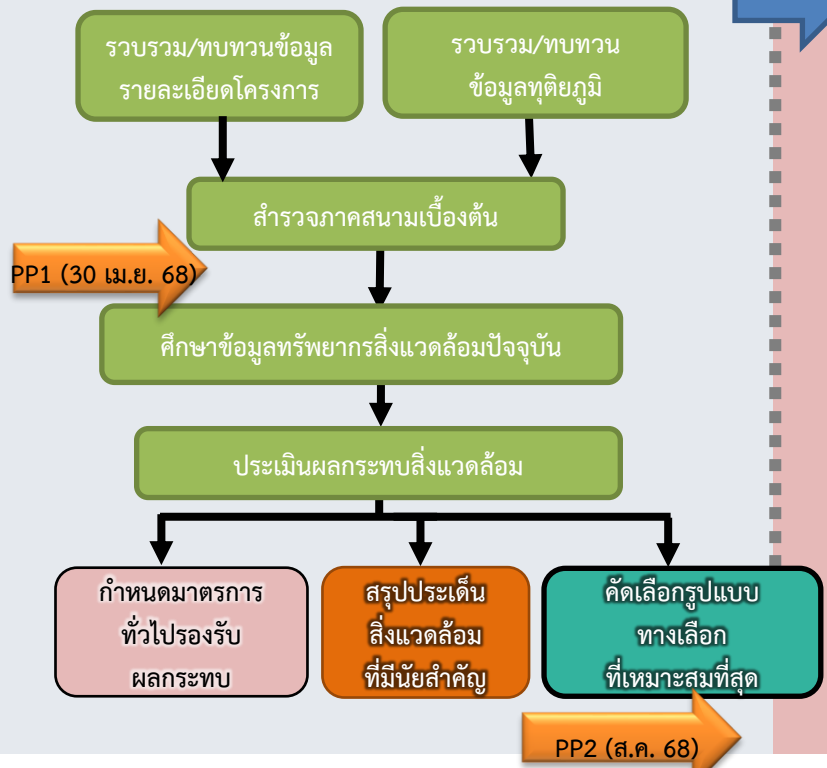 รวบรวม/ทบทวนข้อมูล
รายละเอียดโครงการ
รวบรวม/ทบทวน
ข้อมูลทุติยภูมิ
สำรวจภาคสนามเบื้องต้น
PP1 (30 เม.ย. 68)
ศึกษาข้อมูลทรัพยากรสิ่งแวดล้อมปัจจุบัน
ประเมินผลกระทบสิ่งแวดล้อม
กำหนดมาตรการ
ทั่วไปรองรับ
ผลกระทบ
สรุปประเด็น
สิ่งแวดล้อม
ที่มีนัยสำคัญ
คัดเลือกรูปแบบ
ทางเลือก
ที่เหมาะสมที่สุด
PP2 (ส.ค. 68)